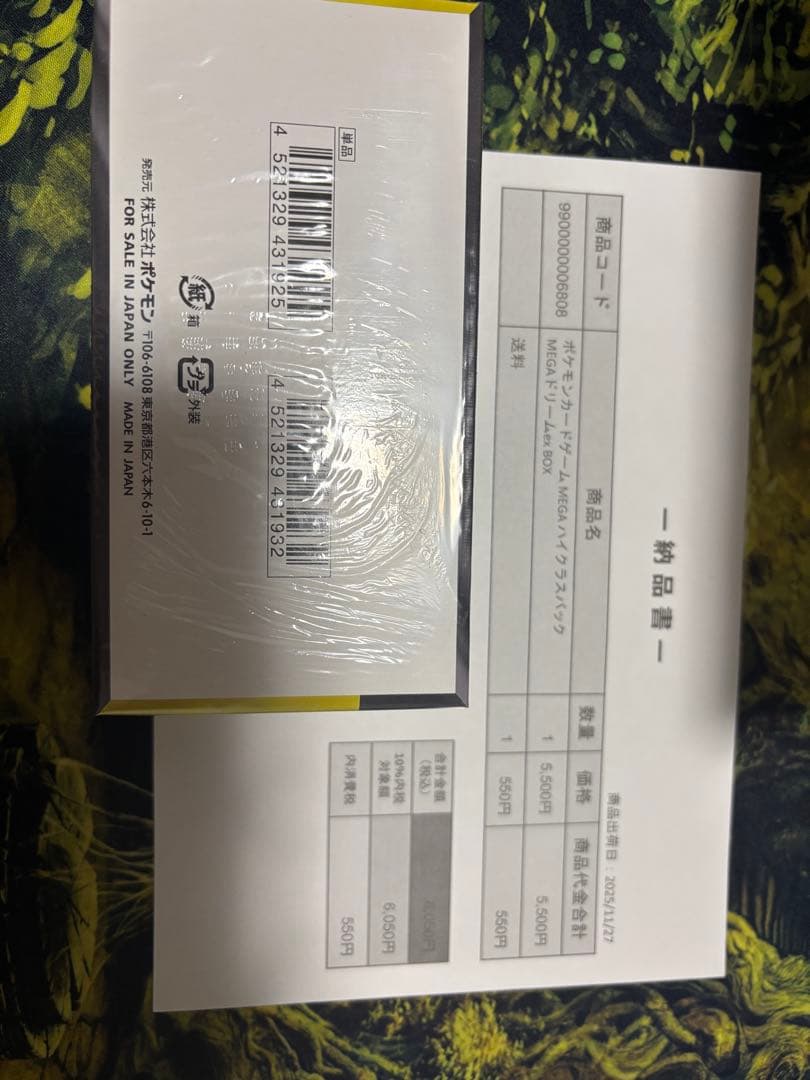 単品
4 521329 431925
4 521329 431932
紙
箱
プラ
外装
発売元 株式会社ポケモン 〒106-6108 東京都港区六本木6-10-1
FOR SALE IN JAPAN ONLY MADE IN JAPAN
ー 納 品 書 ー
商品出荷日:2025/11/27
商品コード 商品名 数量 価格 商品代金合計
9900000006808 ポケモンカードゲーム MEGA ハイクラスパック 1 5,500円 5,500円
MEGAドリームex BOX
送料 1 550円 550円
合計金額 6,050円
(税込)
10%内税 6,050円
対象額
内消費税 550円